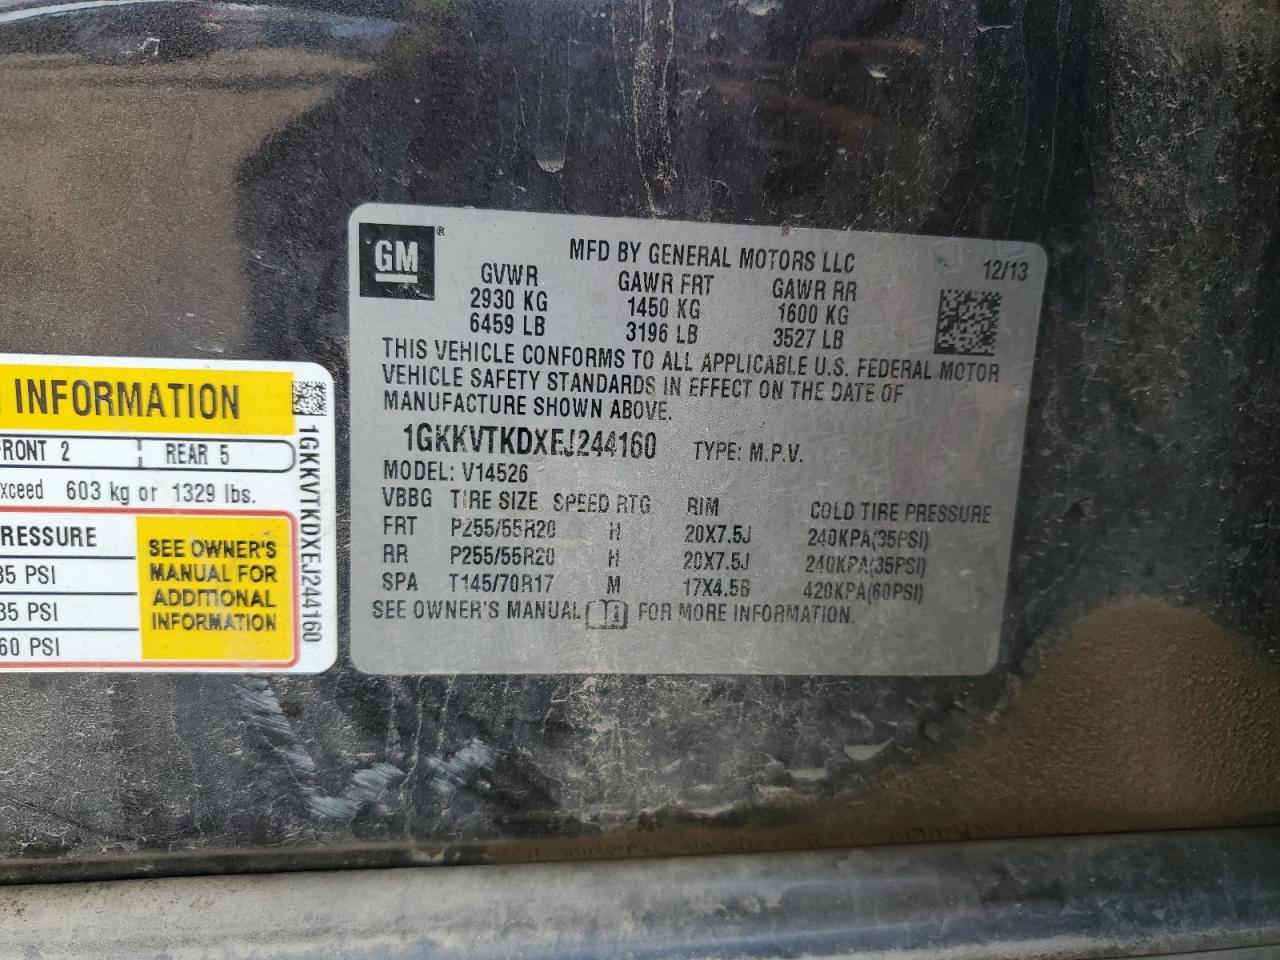 GM®
MFD BY GENERAL MOTORS LLC
12/13
GVWR GAWR FRT GAWR RR
2930 KG 1450 KG 1600 KG
6459 LB 3196 LB 3527 LB
THIS VEHICLE CONFORMS TO ALL APPLICABLE U.S. FEDERAL MOTOR
VEHICLE SAFETY STANDARDS IN EFFECT ON THE DATE OF
MANUFACTURE SHOWN ABOVE.
1GKKVTKDXEJ244160 TYPE: M.P.V.
MODEL: V14526
VBBG TIRE SIZE SPEED RTG RIM COLD TIRE PRESSURE
FRT P255/55R20 H 20X7.5J 240KPA(35PSI)
RR P255/55R20 H 20X7.5J 240KPA(35PSI)
SPA T145/70R17 M 17X4.5B 420KPA(60PSI)
SEE OWNER'S MANUAL FOR MORE INFORMATION.
INFORMATION
FRONT 2 REAR 5
xceed 603 kg or 1329 lbs.
RESSURE
35 PSI
35 PSI
60 PSI
SEE OWNER'S
MANUAL FOR
ADDITIONAL
INFORMATION
1GKKVTKDXEJ244160